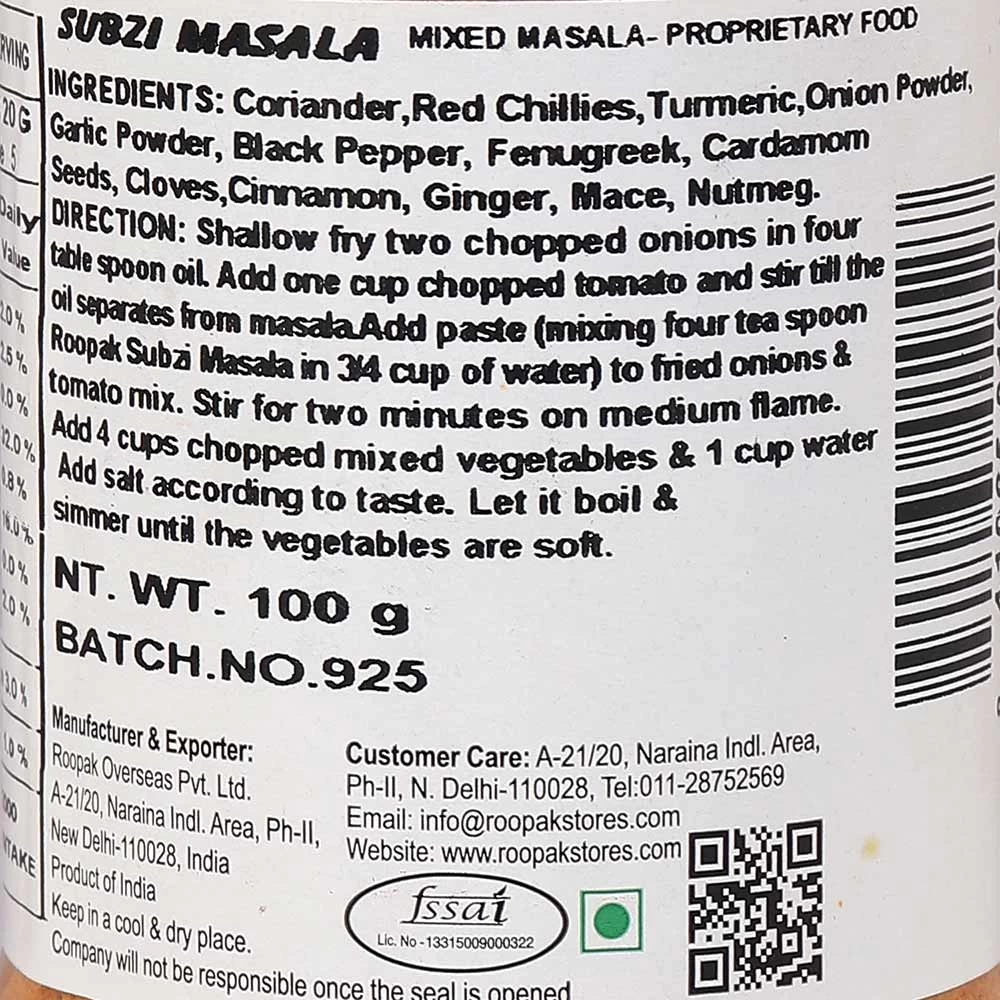 SUBZI MASALA MIXED MASALA- PROPRIETARY FOOD
INGREDIENTS: Coriander,Red Chillies,Turmeric,Onion Powder,
Garlic Powder, Black Pepper, Fenugreek, Cardamom
Seeds, Cloves,Cinnamon, Ginger, Mace, Nutmeg.
DIRECTION: Shallow fry two chopped onions in four
table spoon oil. Add one cup chopped tomato and stir till the
oil separates from masala.Add paste (mixing four tea spoon
Roopak Subzi Masala in 3/4 cup of water) to fried onions &
tomato mix. Stir for two minutes on medium flame.
Add 4 cups chopped mixed vegetables & 1 cup water
Add salt according to taste. Let it boil &
simmer until the vegetables are soft.
NT. WT. 100 g
BATCH.NO.925
Manufacturer & Exporter:
Roopak Overseas Pvt. Ltd.
A-21/20, Naraina Indl. Area, Ph-II,
New Delhi-110028, India
Product of India
Keep in a cool & dry place.
Company will not be responsible once the seal is opened
Customer Care: A-21/20, Naraina Indl. Area,
Ph-II, N. Delhi-110028, Tel:011-28752569
Email: info@roopakstores.com
Website: www.roopakstores.com
fssai
Lic. No -13315009000322
20 G
Daily
Value